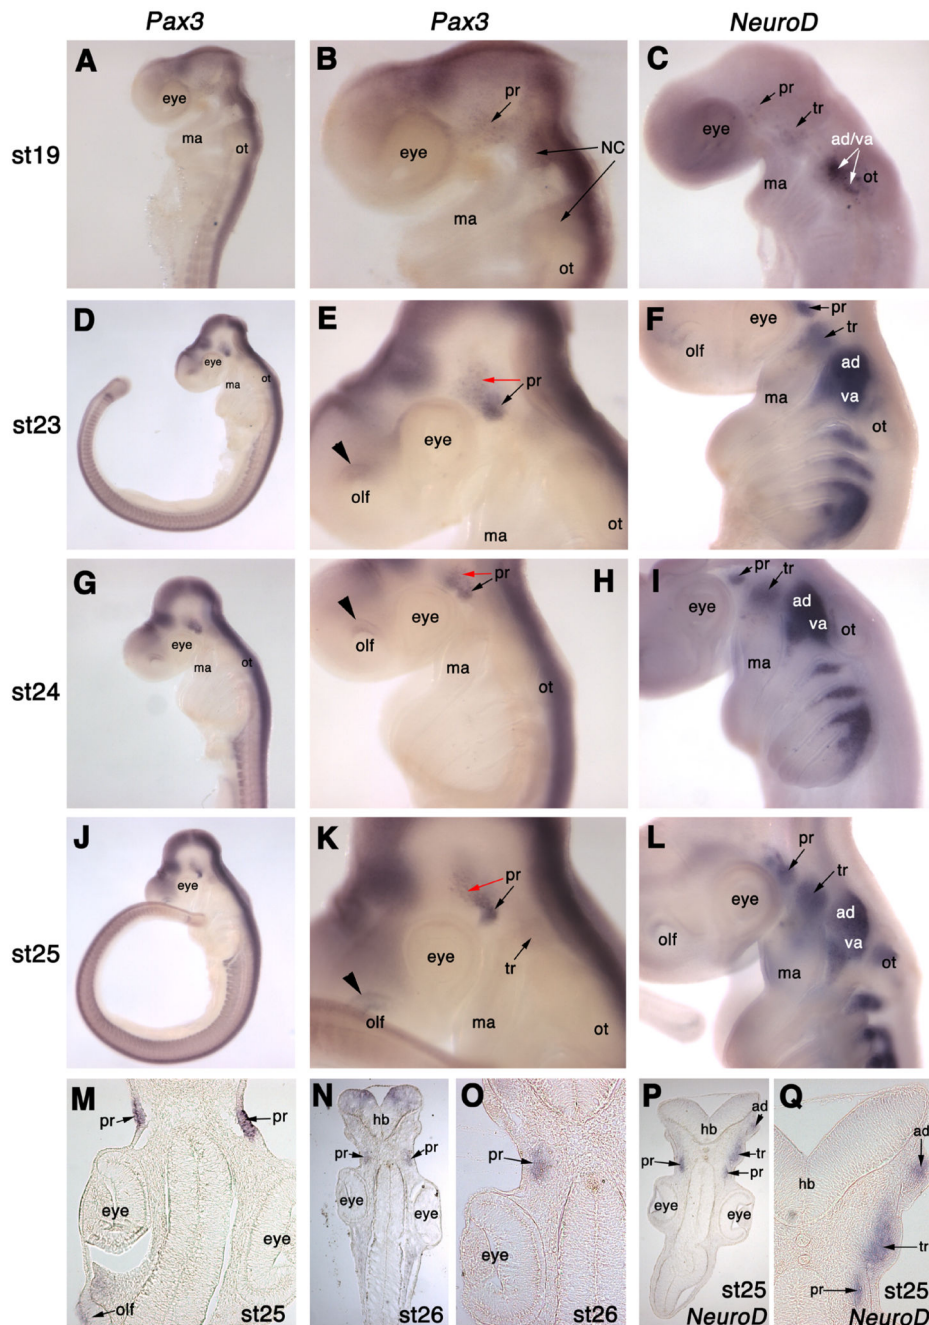 Pax3 Pax3 NeuroD
st19
A
eye
ma
ot
B
pr
NC
eye
ma
ot
C
pr
tr
ad/va
eye
ot
ma
st23
D
eye
ma
ot
E
pr
eye
olf
ma
ot
F
pr
eye
tr
olf
ad
ma
va
ot
st24
G
eye
ma
ot
H
pr
olf
eye
ma
ot
I
pr
tr
eye
ad
va
ot
ma
st25
J
eye
K
pr
eye
tr
olf
ma
ot
L
pr
tr
eye
ad
olf
va
ma
ot
M
pr
pr
eye
eye
olf
st25
N
hb
pr
pr
eye
eye
st26
O
pr
eye
st26
P
ad
hb
tr
pr
pr
eye
eye
st25
NeuroD
Q
ad
hb
tr
pr
st25
NeuroD